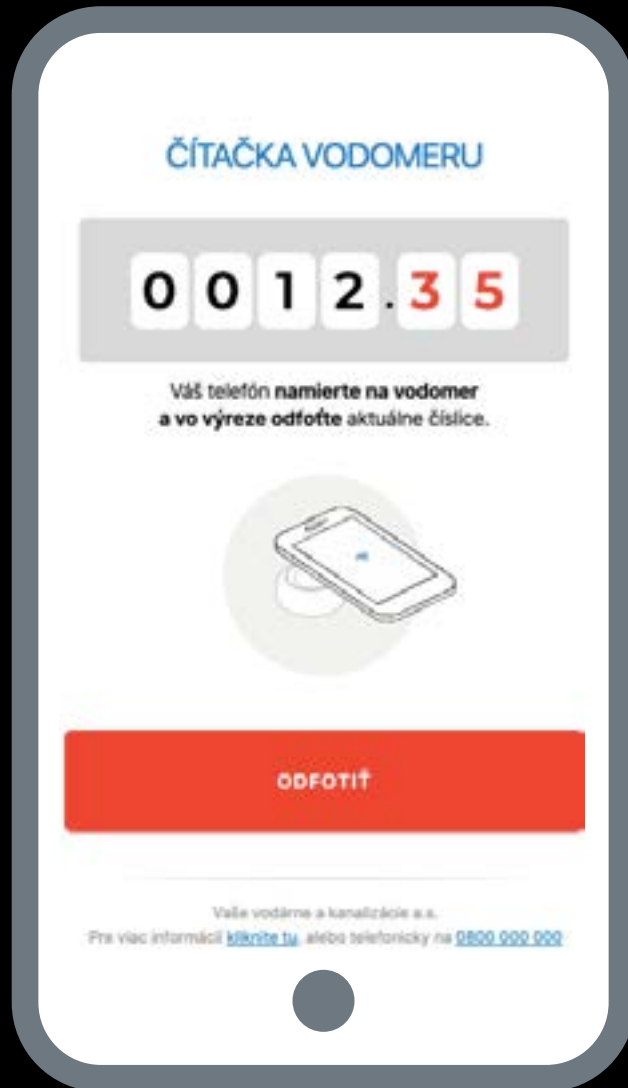 ČÍTAČKA VODOMERU
0012.35
Váš telefón namierte na vodomer
a vo výreze odfoťte aktuálne číslice.
ODFOTIŤ
Vaše vodárne a kanalizácie a.s.
Pre viac informácií kliknite tu, alebo telefonicky na 0800 000 000